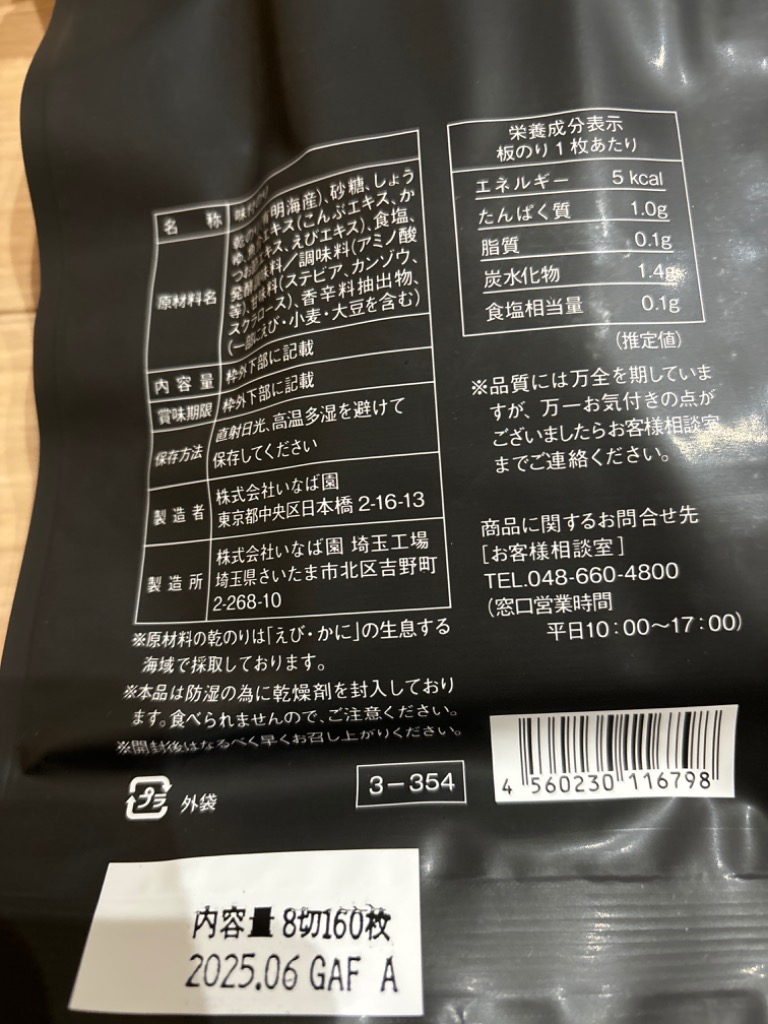 名称 味付のり
原材料名
乾のり(有明海産)、砂糖、しょう
ゆ、エキス(こんぶエキス、か
つおエキス、えびエキス)、食塩、
発酵調味料／調味料(アミノ酸
等)、甘味料(ステビア、カンゾウ、
スクラロース)、香辛料抽出物、
(一部にえび・小麦・大豆を含む)
内容量 枠外下部に記載
賞味期限 枠外下部に記載
保存方法 直射日光、高温多湿を避けて
保存してください
製造者 株式会社いなば園
東京都中央区日本橋 2-16-13
製造所 株式会社いなば園 埼玉工場
埼玉県さいたま市北区吉野町
2-268-10
※原材料の乾のりは「えび・かに」の生息する
海域で採取しております。
※本品は防湿の為に乾燥剤を封入しており
ます。食べられませんので、ご注意ください。
※開封後はなるべく早くお召し上がりください。
プラ 外袋
3-354
栄養成分表示
板のり1枚あたり
エネルギー 5 kcal
たんぱく質 1.0g
脂質 0.1g
炭水化物 1.4g
食塩相当量 0.1g
(推定値)
※品質には万全を期していま
すが、万一お気付きの点が
ございましたらお客様相談室
までご連絡ください。
商品に関するお問合せ先
[お客様相談室]
TEL.048-660-4800
(窓口営業時間
平日10:00〜17:00)
4 560230 116798
内容量 8切160枚
2025.06 GAF A